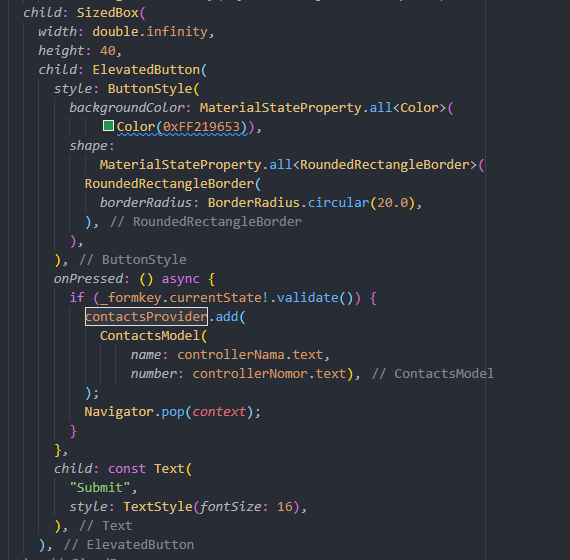 child: SizedBox(
width: double.infinity,
height: 40,
child: ElevatedButton(
style: ButtonStyle(
backgroundColor: MaterialStateProperty.all<Color>(
Color(0xFF219653)),
shape:
MaterialStateProperty.all<RoundedRectangleBorder>(
RoundedRectangleBorder(
borderRadius: BorderRadius.circular(20.0),
), // RoundedRectangleBorder
),
), // ButtonStyle
onPressed: () async {
if (_formkey.currentState!.validate()) {
contactsProvider.add(
ContactsModel(
name: controllerNama.text,
number: controllerNomor.text), // ContactsModel
);
Navigator.pop(context);
}
},
child: const Text(
"Submit",
style: TextStyle(fontSize: 16),
), // Text
), // ElevatedButton